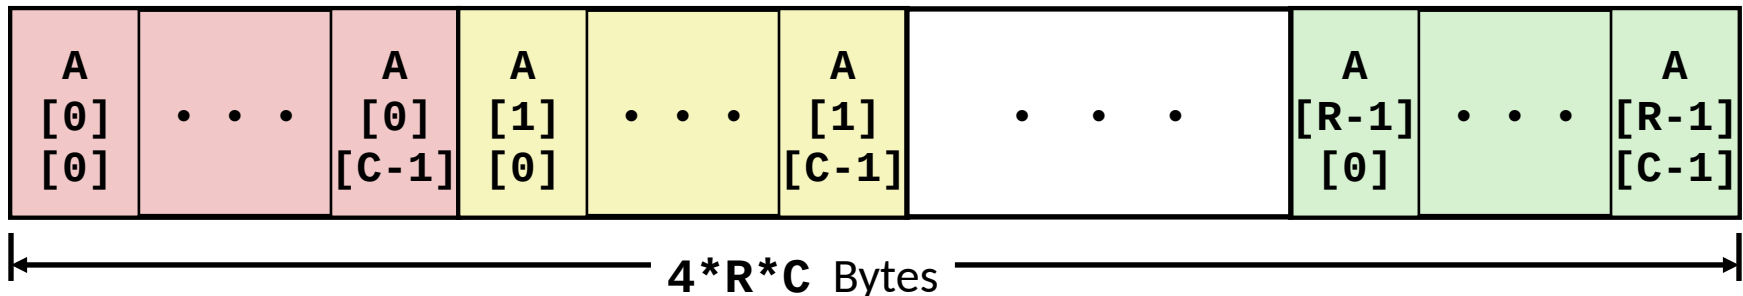 A A A A A A
[0] • • • [0] [1] • • • [1] • • • [R-1] • • • [R-1]
[0] [C-1] [0] [C-1] [0] [C-1]
4*R*C Bytes